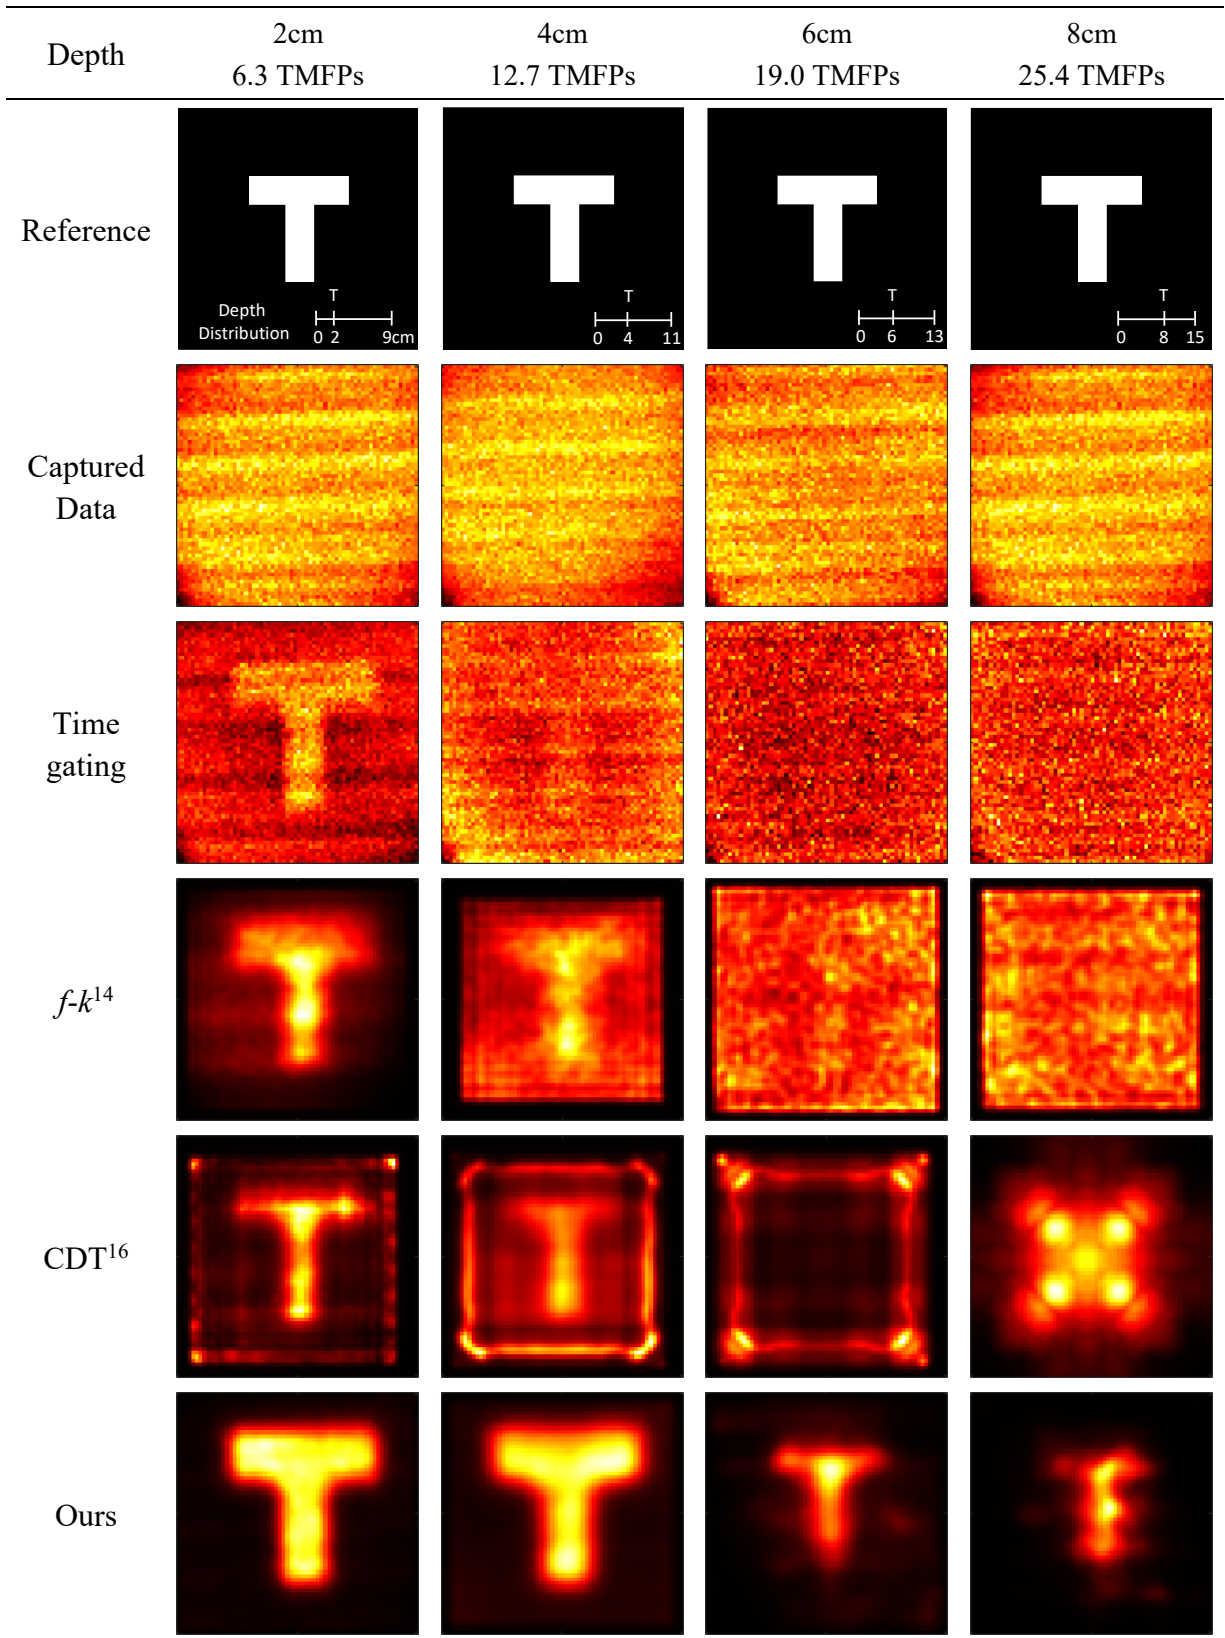 Depth
2cm
6.3 TMFPs
4cm
12.7 TMFPs
6cm
19.0 TMFPs
8cm
25.4 TMFPs
Reference
T
T
Depth
Distribution
0 2 9cm
T
T
0 4 11
T
T
0 6 13
T
T
0 8 15
Captured
Data
Time
gating
f-k14
CDT16
Ours